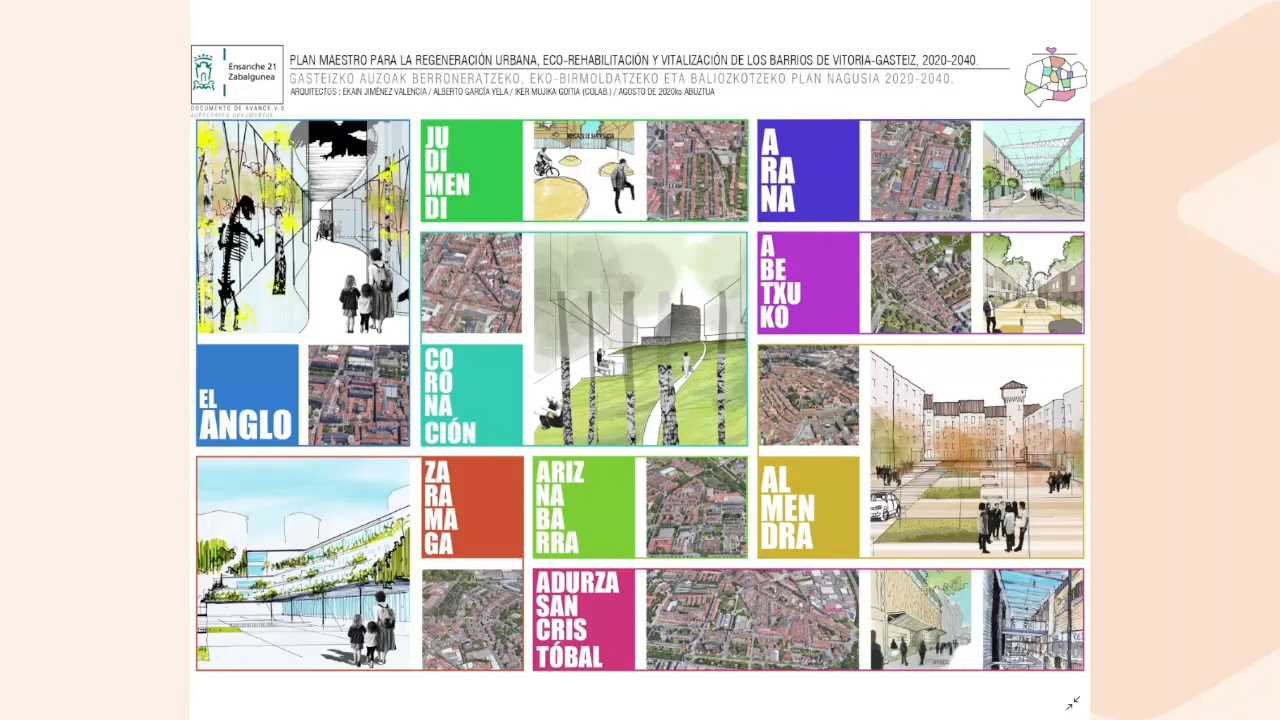 Ensanche 21
Zabalgunea
DOCUMENTO DE AVANCE.V.0
AURRERAPEN DOKUMENTUA
PLAN MAESTRO PARA LA REGENERACIÓN URBANA, ECO-REHABILITACIÓN Y VITALIZACIÓN DE LOS BARRIOS DE VITORIA-GASTEIZ, 2020-2040.
GASTEIZKO AUZOAK BERRONERATZEKO, EKO-BIRMOLDATZEKO ETA BALIOZKOTZEKO PLAN NAGUSIA 2020-2040.
ARQUITECTOS : EKAIN JIMÉNEZ VALENCIA / ALBERTO GARCÍA YELA / IKER MUJIKA GOITIA (COLAB.) / AGOSTO DE 2020ko ABUZTUA
JU
DI
MEN
DI
A
RA
NA
A
BE
TXU
KO
EL
ANGLO
CO
RO
NA
CIÓN
ZA
RA
MA
GA
ARIZ
NA
BA
RRA
AL
MEN
DRA
ADURZA
SAN
CRIS
TÓBAL